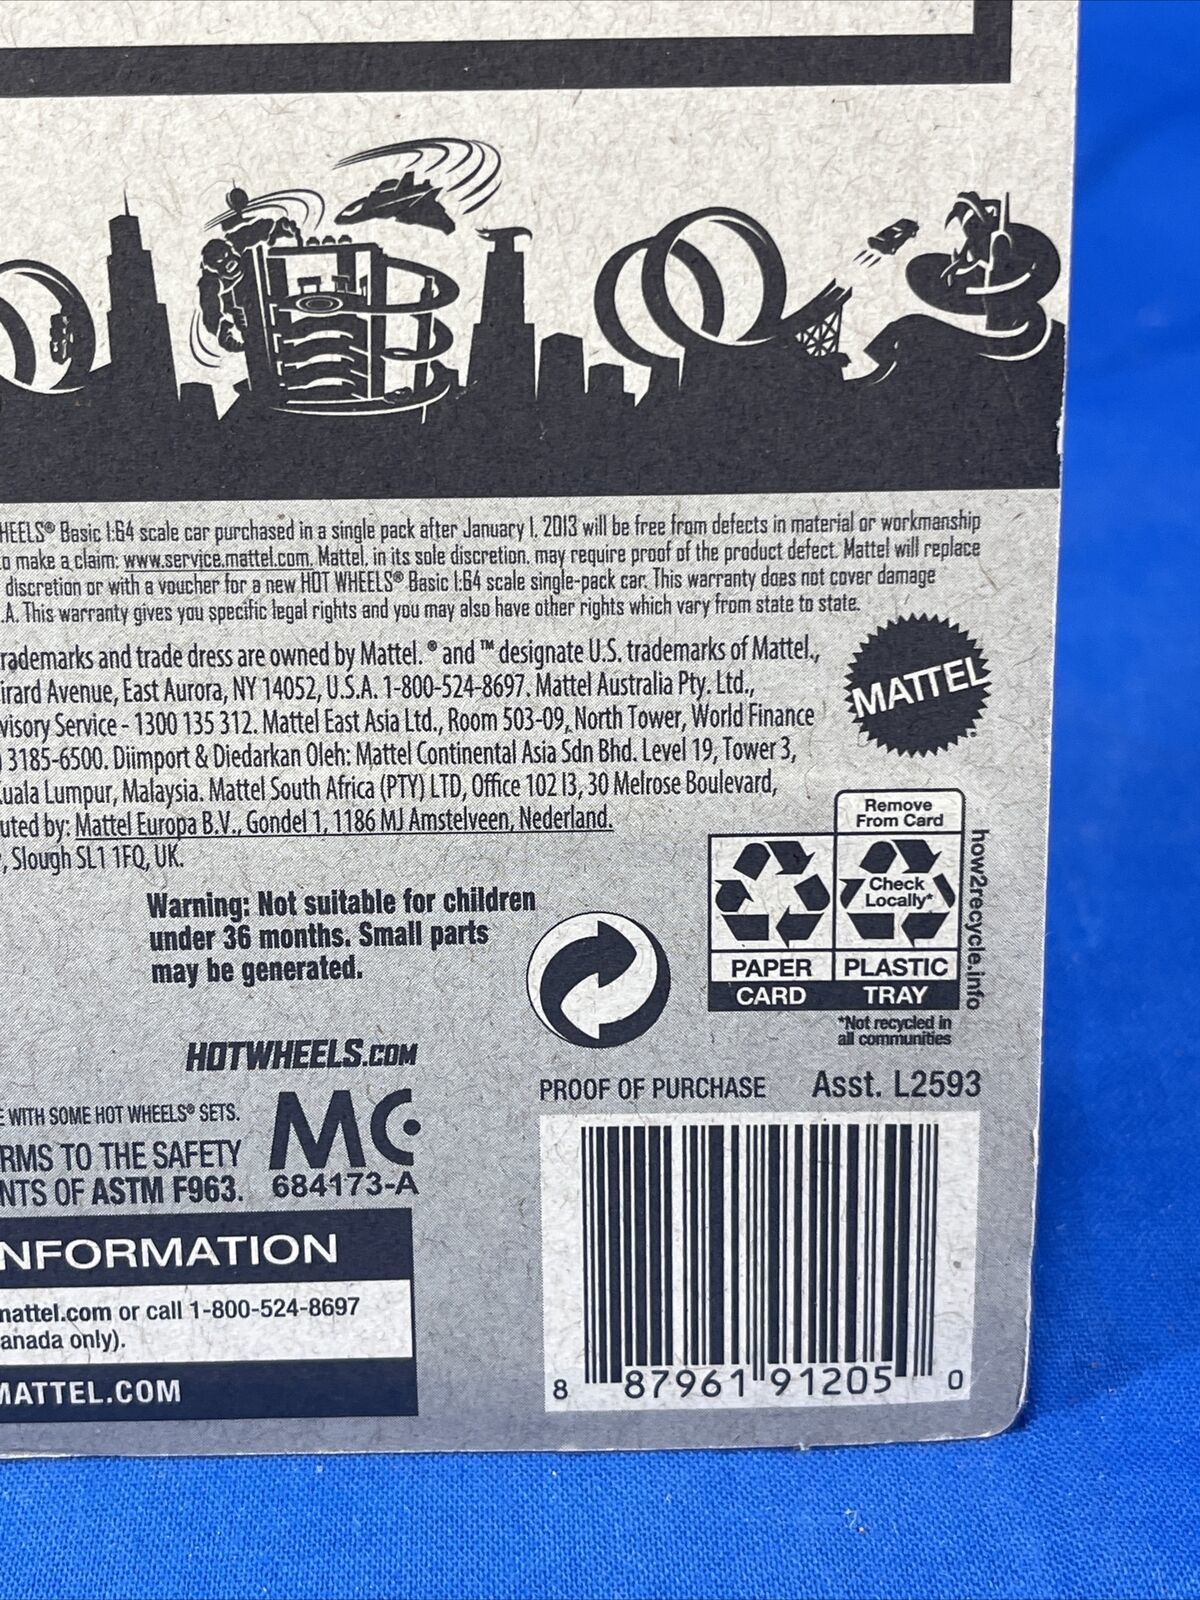 HEELS® Basic 1:64 scale car purchased in a single pack after January 1, 2013 will be free from defects in material or workmanship
o make a claim: www.service.mattel.com. Mattel, in its sole discretion, may require proof of the product defect. Mattel will replace
discretion or with a voucher for a new HOT WHEELS® Basic 1:64 scale single-pack car. This warranty does not cover damage
.A. This warranty gives you specific legal rights and you may also have other rights which vary from state to state.
rademarks and trade dress are owned by Mattel. ® and ™ designate U.S. trademarks of Mattel.,
irard Avenue, East Aurora, NY 14052, U.S.A. 1-800-524-8697. Mattel Australia Pty. Ltd.,
visory Service - 1300 135 312. Mattel East Asia Ltd., Room 503-09, North Tower, World Finance
) 3185-6500. Diimport & Diedarkan Oleh: Mattel Continental Asia Sdn Bhd. Level 19, Tower 3,
uala Lumpur, Malaysia. Mattel South Africa (PTY) LTD, Office 102 I3, 30 Melrose Boulevard,
uted by: Mattel Europa B.V., Gondel 1, 1186 MJ Amstelveen, Nederland.
, Slough SL1 1FQ, UK.
MATTEL
Remove
From Card
Check
Locally*
PAPER
CARD
PLASTIC
TRAY
how2recycle.info
*Not recycled in
all communities
Warning: Not suitable for children
under 36 months. Small parts
may be generated.
HOTWHEELS.COM
E WITH SOME HOT WHEELS® SETS.
RMS TO THE SAFETY
NTS OF ASTM F963.
MC
684173-A
PROOF OF PURCHASE
Asst. L2593
NFORMATION
mattel.com or call 1-800-524-8697
anada only).
MATTEL.COM
8 87961 91205 0